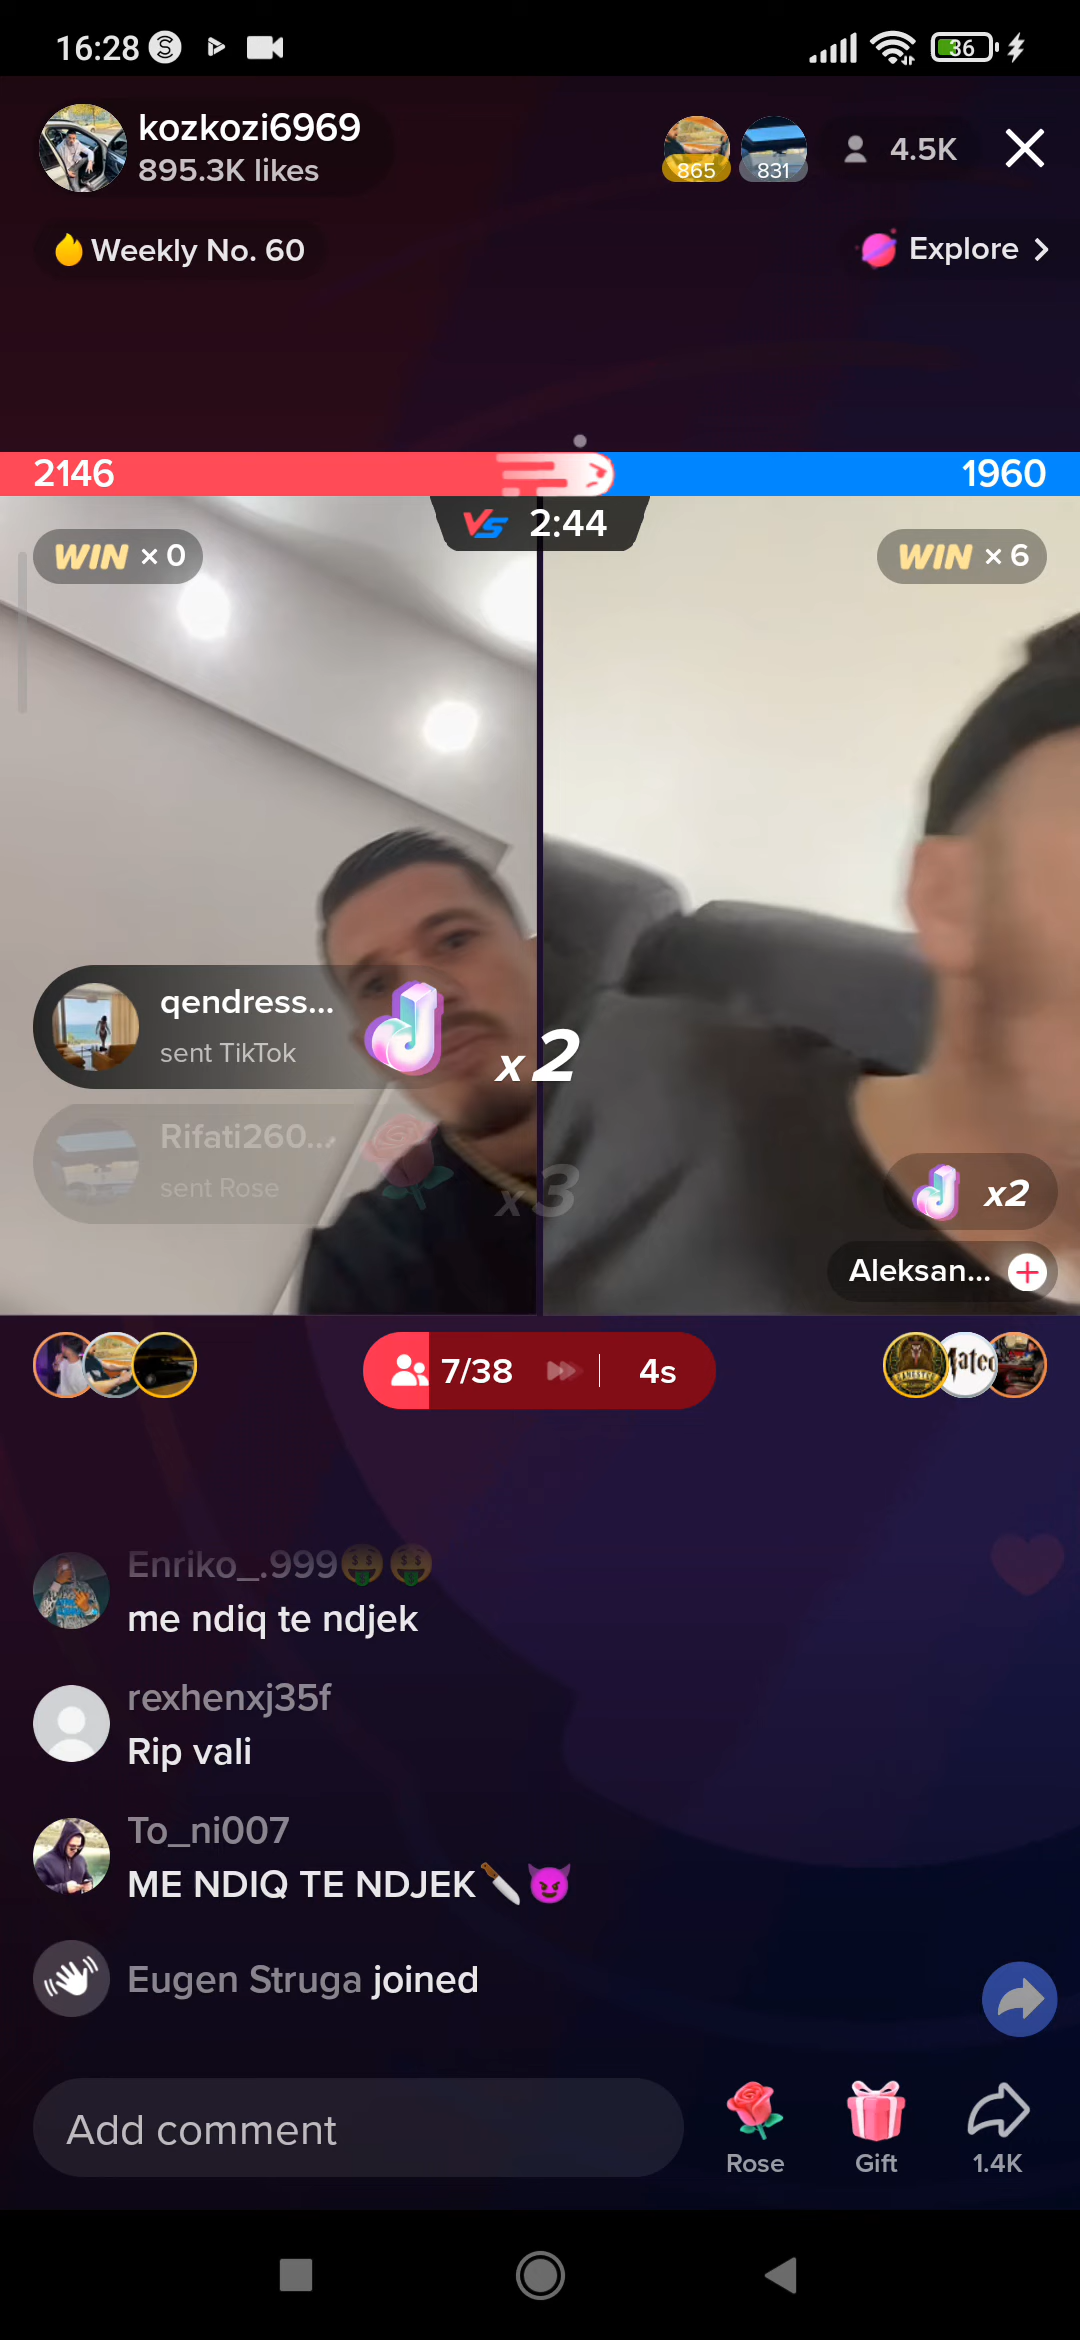 16:28
36
kozkozi6969
895.3K likes
865
831
4.5K
Weekly No. 60
Explore
2146
1960
VS 2:44
WIN × 0
WIN × 6
qendress...
sent TikTok
x2
Rifati260...
sent Rose
x3
x2
Aleksan...
7/38
4s
Mateo
Enriko_.999🤑🤑
me ndiq te ndjek
rexhenxj35f
Rip vali
To_ni007
ME NDIQ TE NDJEK🔪😈
Eugen Struga joined
Add comment
Rose
Gift
1.4K